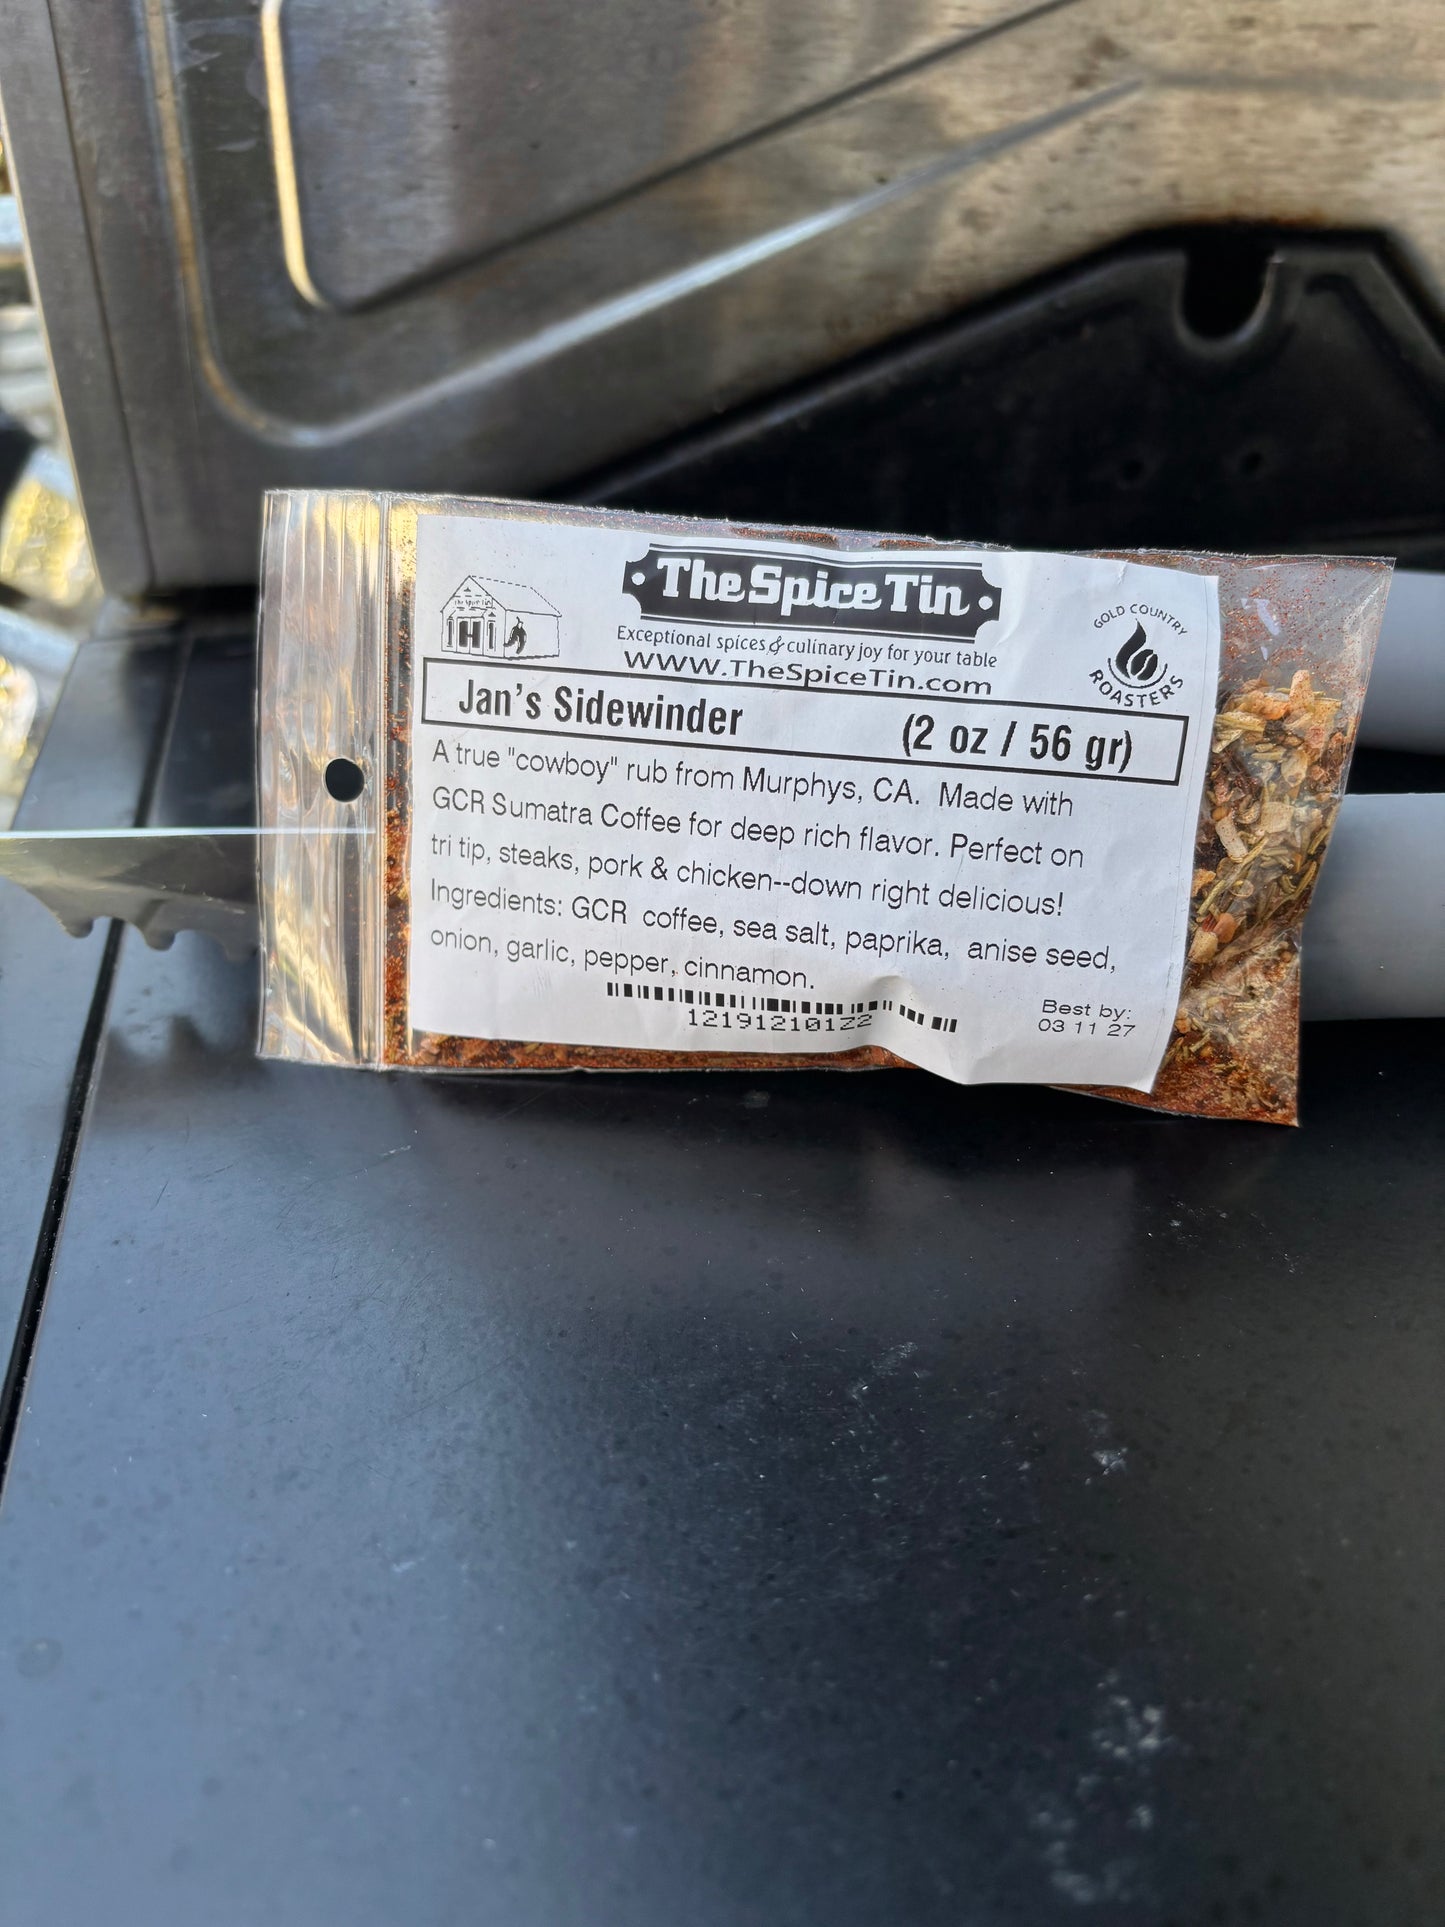 The Spice Tin
H
The Spice Tin
Exceptional spices & culinary joy for your table
www.TheSpiceTin.com
GOLD COUNTRY
ROASTERS
Jan's Sidewinder (2 oz / 56 gr)
A true "cowboy" rub from Murphys, CA. Made with
GCR Sumatra Coffee for deep rich flavor. Perfect on
tri tip, steaks, pork & chicken--down right delicious!
Ingredients: GCR coffee, sea salt, paprika, anise seed,
onion, garlic, pepper, cinnamon.
121912101Z2
Best by:
03 11 27